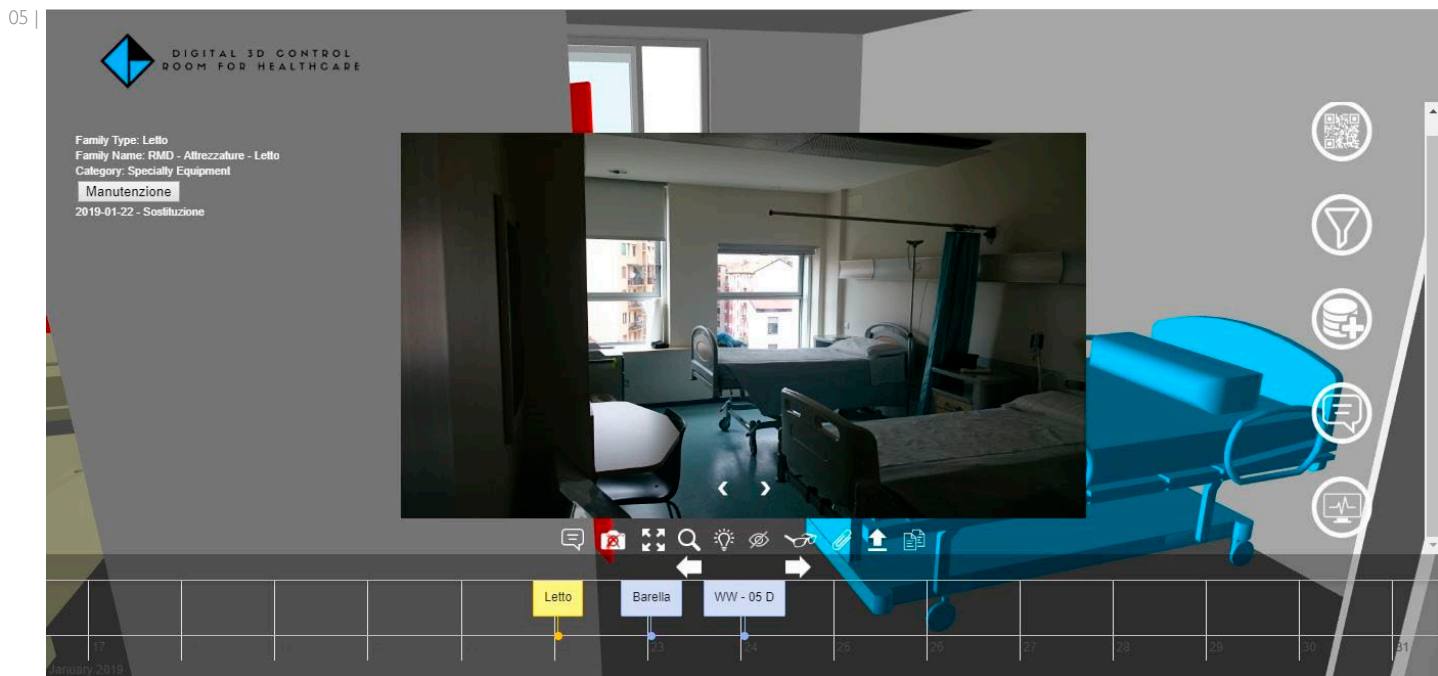 05 |
DIGITAL 3D CONTROL
ROOM FOR HEALTHCARE
Family Type: Letto
Family Name: RMD - Attrezzature - Letto
Category: Specialty Equipment
Manutenzione
2019-01-22 - Sostituzione
Letto
Barella
WW - 05 D
17
23
24
25
26
27
28
29
30
31
January 2019